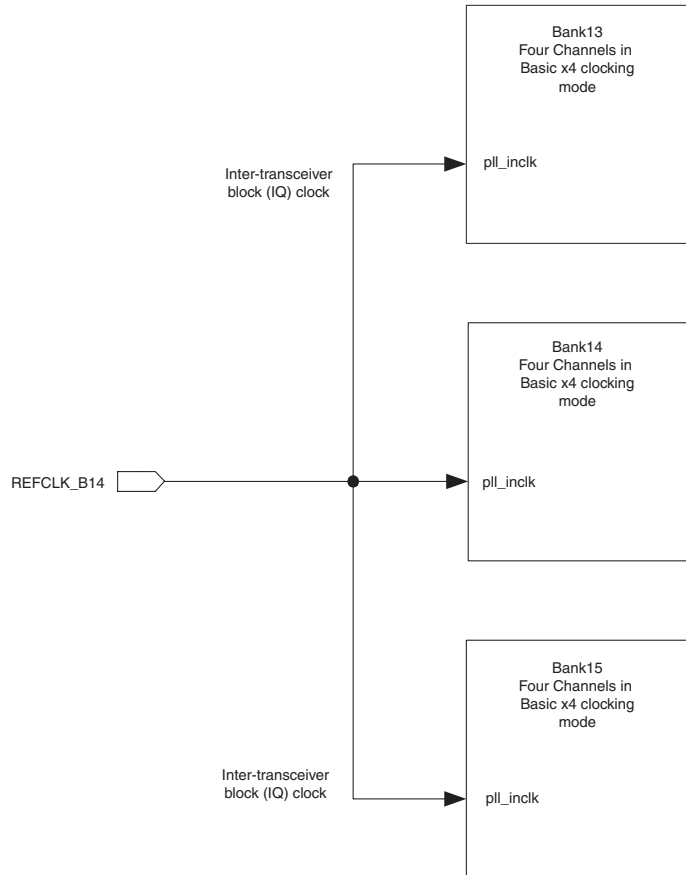 Bank13
Four Channels in
Basic x4 clocking
mode
Inter-transceiver
block (IQ) clock
pll_inclk
Bank14
Four Channels in
Basic x4 clocking
mode
REFCLK_B14
pll_inclk
Bank15
Four Channels in
Basic x4 clocking
mode
Inter-transceiver
block (IQ) clock
pll_inclk